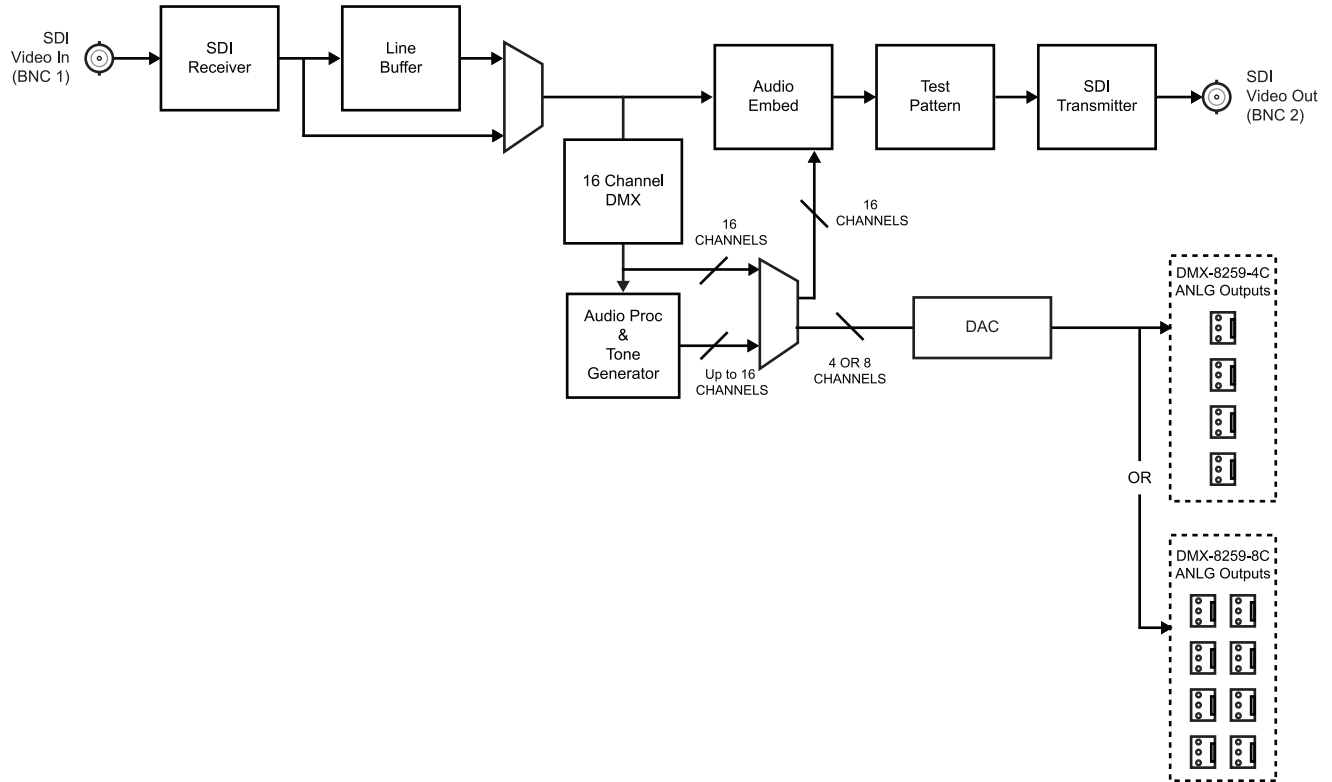 SDI
Video In
(BNC 1)
SDI
Receiver
Line
Buffer
Audio
Embed
Test
Pattern
SDI
Transmitter
SDI
Video Out
(BNC 2)
16 Channel
DMX
16
CHANNELS
16
CHANNELS
Audio Proc
&
Tone
Generator
Up to 16
CHANNELS
4 OR 8
CHANNELS
DAC
DMX-8259-4C
ANLG Outputs
OR
DMX-8259-8C
ANLG Outputs